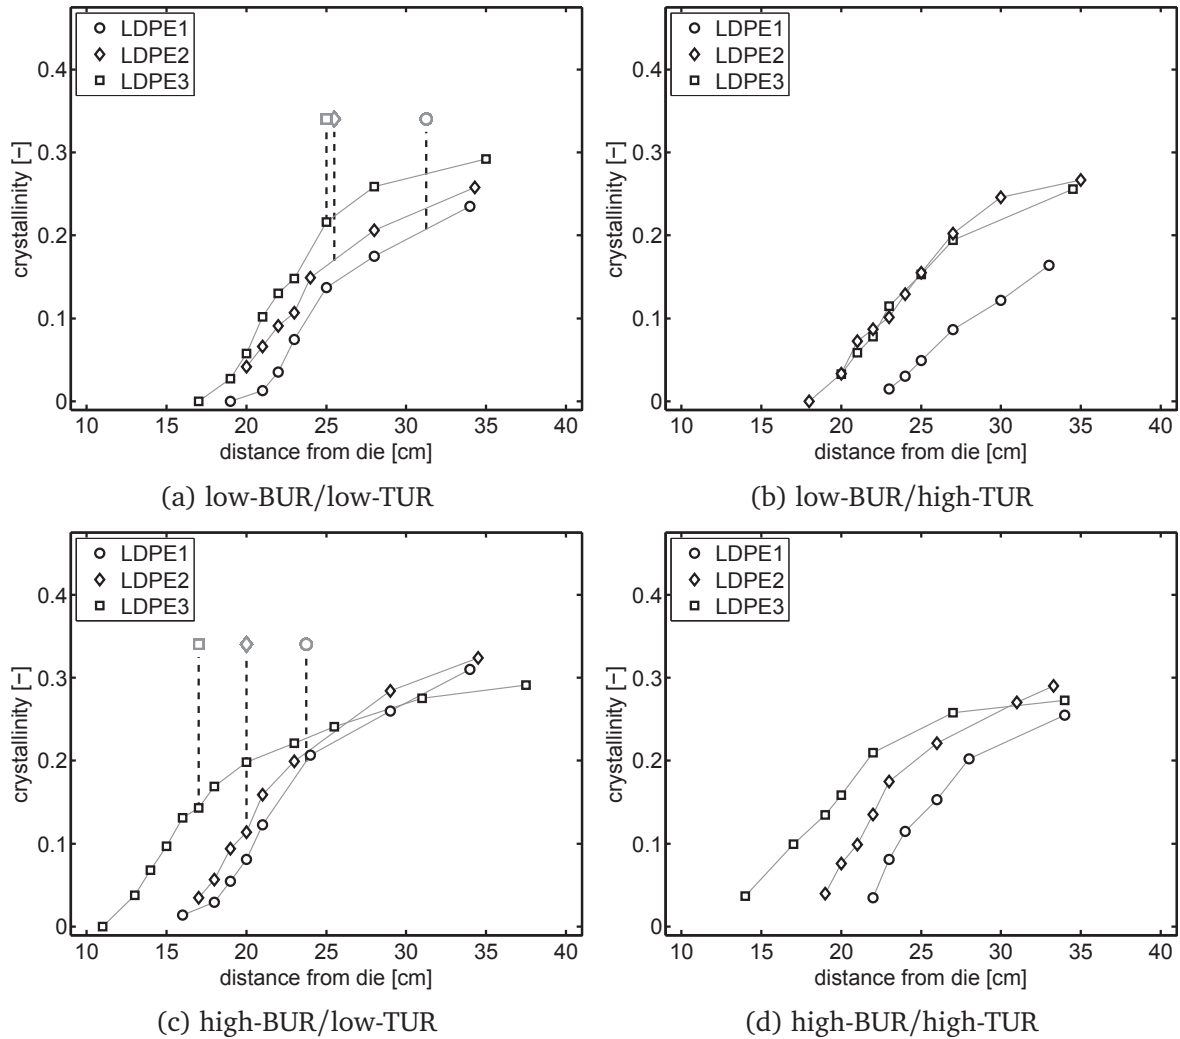 LDPE1
LDPE2
LDPE3
0.4
0.3
0.2
0.1
0
crystallinity [−]
10 15 20 25 30 35 40
distance from die [cm]
(a) low-BUR/low-TUR
LDPE1
LDPE2
LDPE3
0.4
0.3
0.2
0.1
0
crystallinity [−]
10 15 20 25 30 35 40
distance from die [cm]
(b) low-BUR/high-TUR
LDPE1
LDPE2
LDPE3
0.4
0.3
0.2
0.1
0
crystallinity [−]
10 15 20 25 30 35 40
distance from die [cm]
(c) high-BUR/low-TUR
LDPE1
LDPE2
LDPE3
0.4
0.3
0.2
0.1
0
crystallinity [−]
10 15 20 25 30 35 40
distance from die [cm]
(d) high-BUR/high-TUR